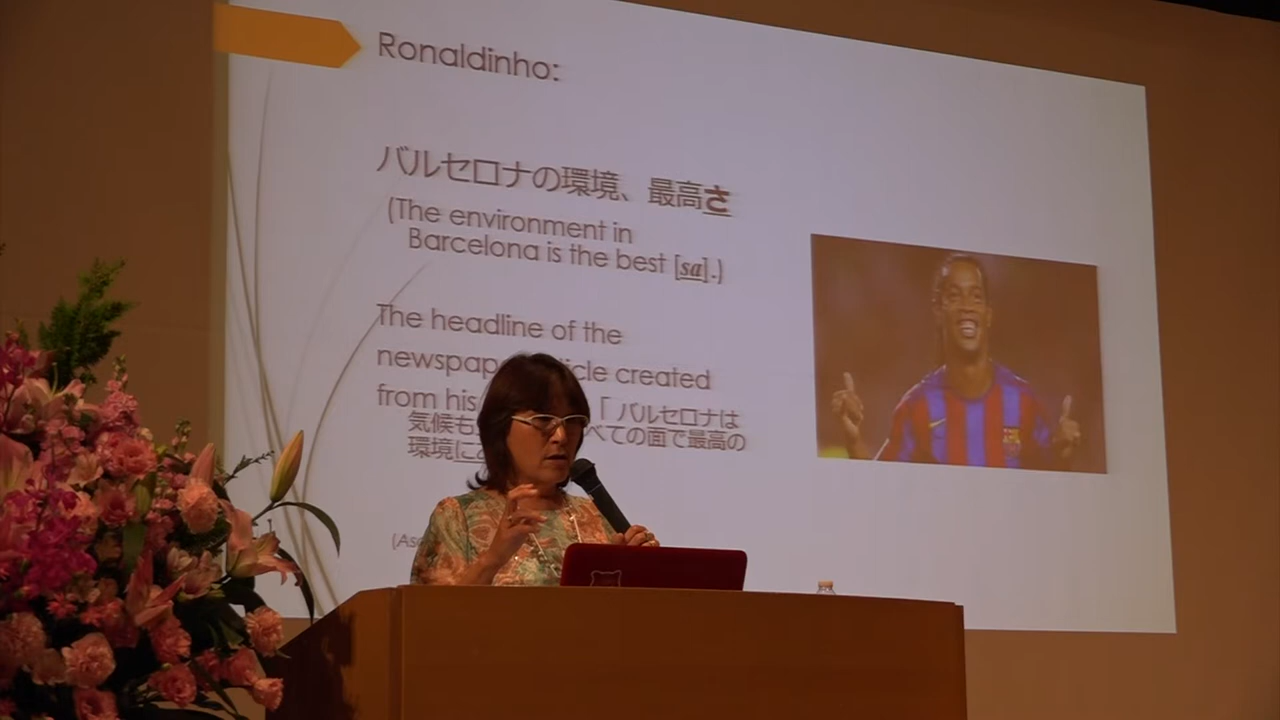 Ronaldinho:
バルセロナの環境、最高さ
(The environment in
Barcelona is the best [sa].)
The headline of the
created
from his 「 バルセロナは
気候も べての面で最高の
環境に